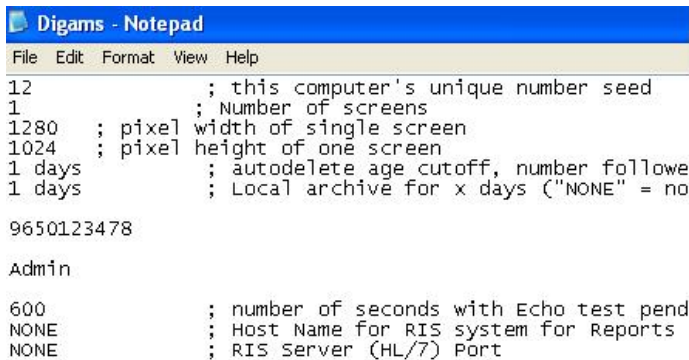 Digams - Notepad
File Edit Format View Help
12 ; this computer's unique number seed
1 ; Number of screens
1280 ; pixel width of single screen
1024 ; pixel height of one screen
1 days ; autodelete age cutoff, number followe
1 days ; Local archive for x days ("NONE" = no
9650123478
Admin
600 ; number of seconds with Echo test pend
NONE ; Host Name for RIS system for Reports
NONE ; RIS Server (HL/7) Port